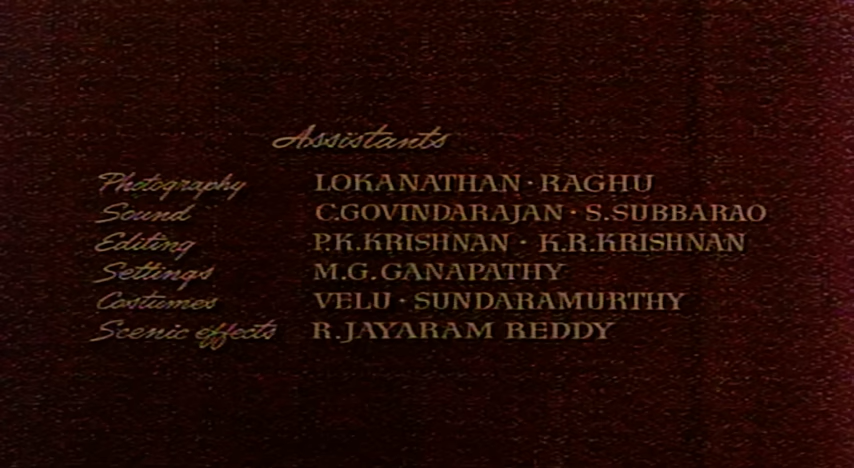 Assistants
Photography LOKANATHAN · RAGHU
Sound C.GOVINDARAJAN · S.SUBBARAO
Editing P.K.KRISHNAN · K.R.KRISHNAN
Settings M.G.GANAPATHY
Costumes VELU · SUNDARAMURTHY
Scenic effects R.JAYARAM REDDY